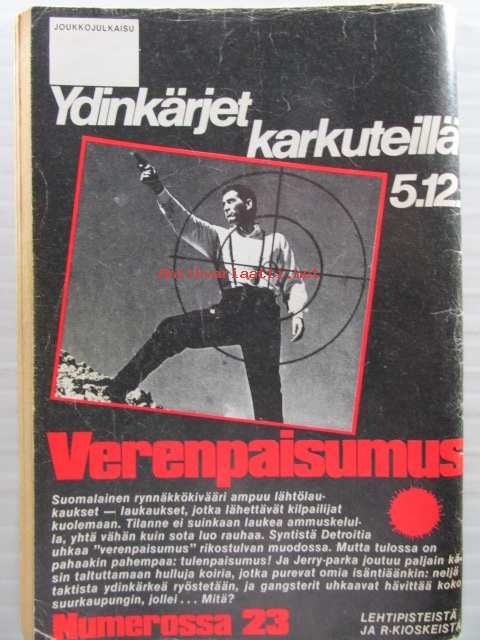 JOUKKOJULKAISU
Ydinkärjet
karkuteillä
5.12.
Antikvariaatti.net
Verenpaisumus
Suomalainen rynnäkkökivääri ampuu lähtölau-
kaukset — laukaukset, jotka lähettävät kilpailijat
kuolemaan. Tilanne ei suinkaan laukea ammuskelul-
la, yhtä vähän kuin sota luo rauhaa. Syntistä Detroitia
uhkaa "verenpaisumus" rikostulvan muodossa. Mutta tulossa on
pahaakin pahempaa: tulenpaisumus! Ja Jerry-parka joutuu paljain kä-
sin taltuttamaan hulluja koiria, jotka purevat omia isäntiäänkin: neljä
taktista ydinkärkeä ryöstetään, ja gangsterit uhkaavat hävittää koko
suurkaupungin, jollei . . . Mitä?
Numerossa 23
LEHTIPISTEISTÄ
JA R-KIOSKEISTA